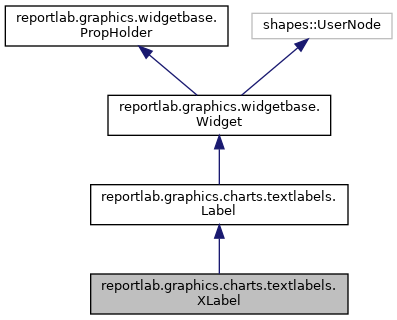 reportlab.graphics.widgetbase.
PropHolder
shapes::UserNode
reportlab.graphics.widgetbase.
Widget
reportlab.graphics.charts.textlabels.
Label
reportlab.graphics.charts.textlabels.
XLabel